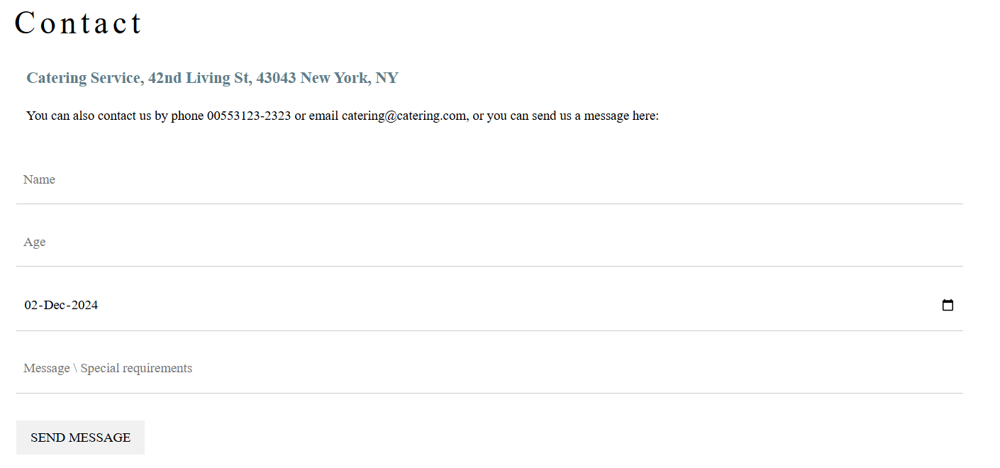 Contact
Catering Service, 42nd Living St, 43043 New York, NY
You can also contact us by phone 00553123-2323 or email catering@catering.com, or you can send us a message here:
Name
Age
02-Dec-2024
Message \ Special requirements
SEND MESSAGE